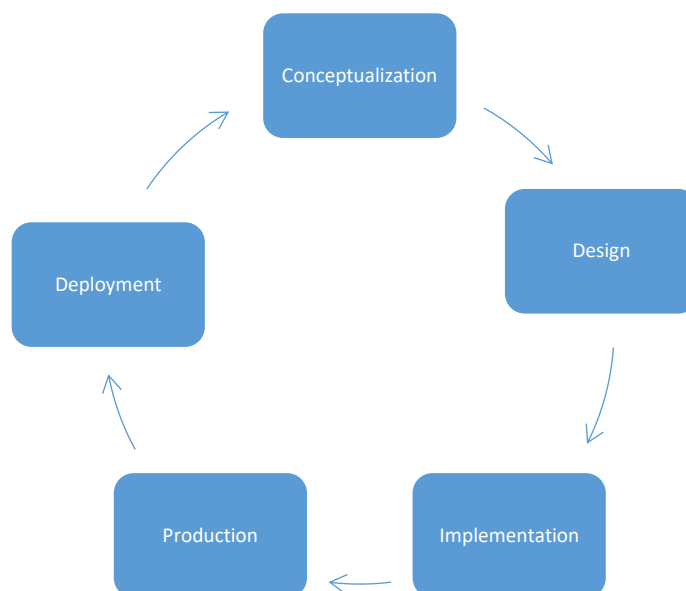 Conceptualization
Design
Implementation
Production
Deployment